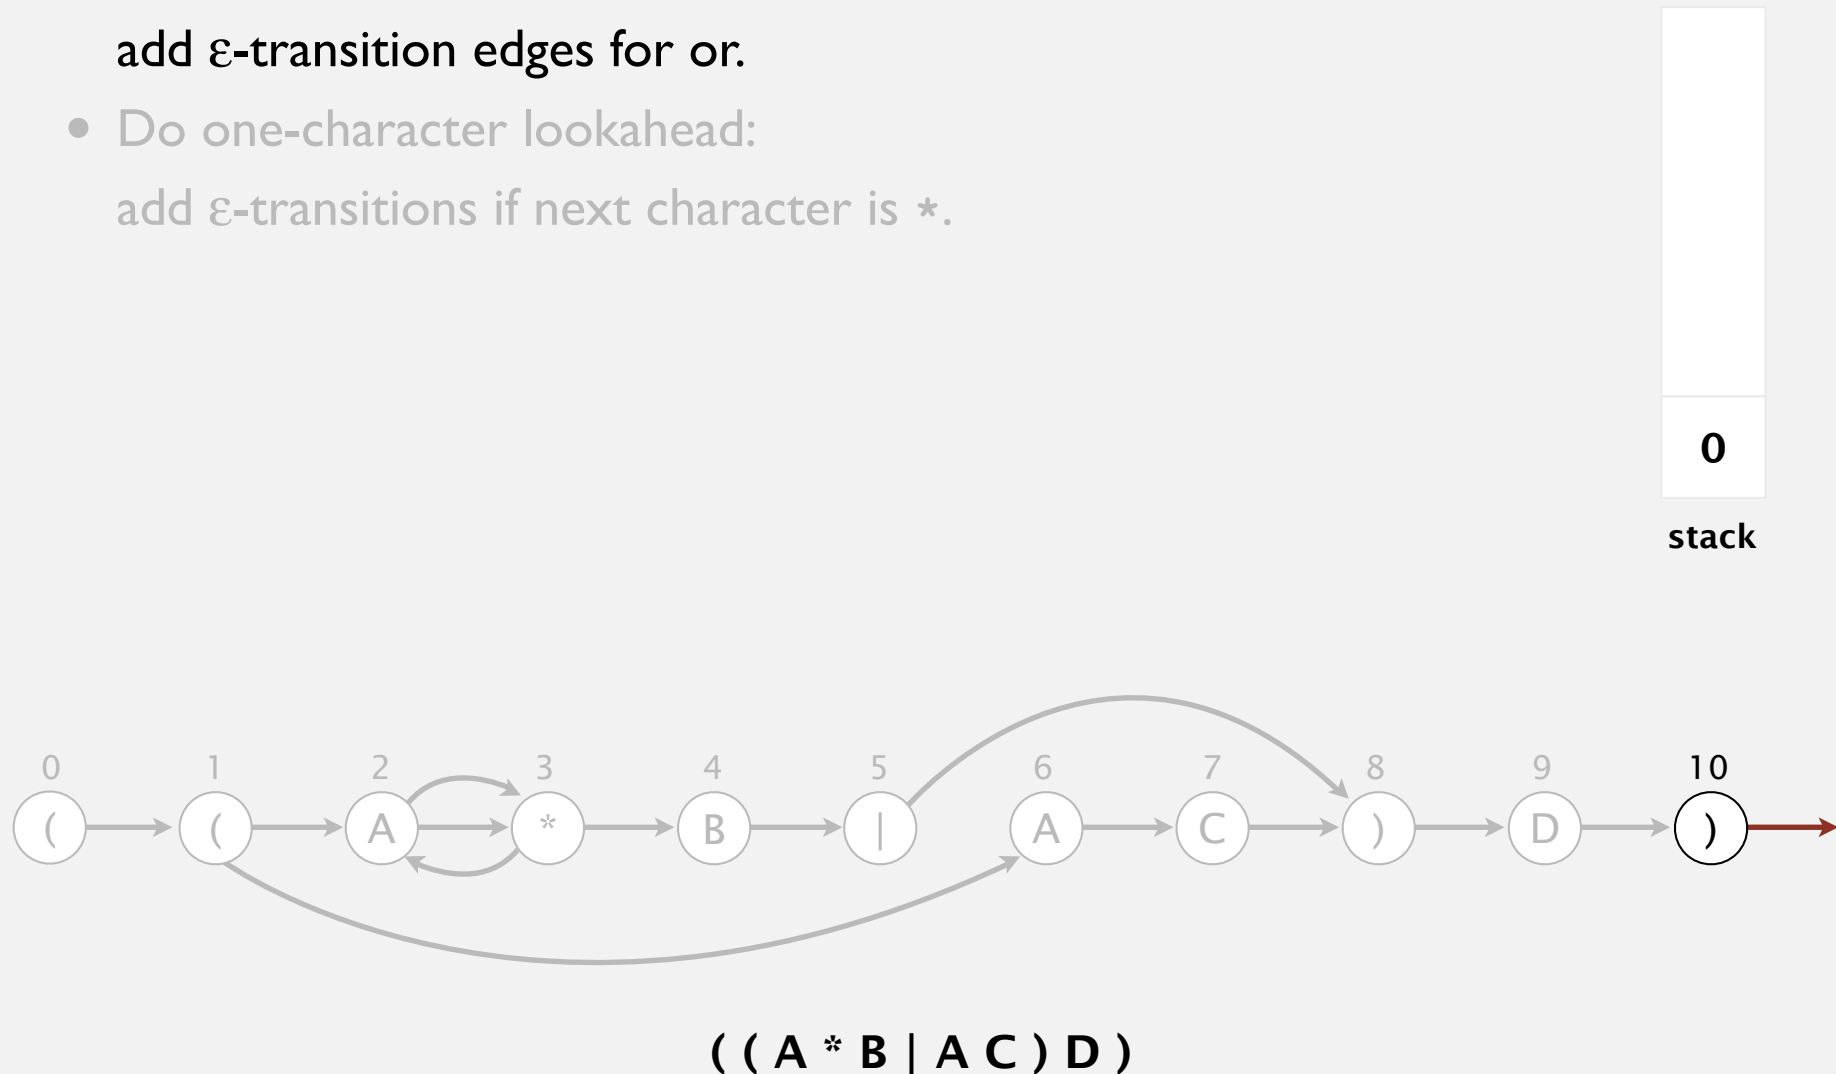 add ε-transition edges for or.
• Do one-character lookahead:
add ε-transitions if next character is *.
0
stack
0 1 2 3 4 5 6 7 8 9 10
( ( A * B | A C ) D )
( ( A * B | A C ) D )